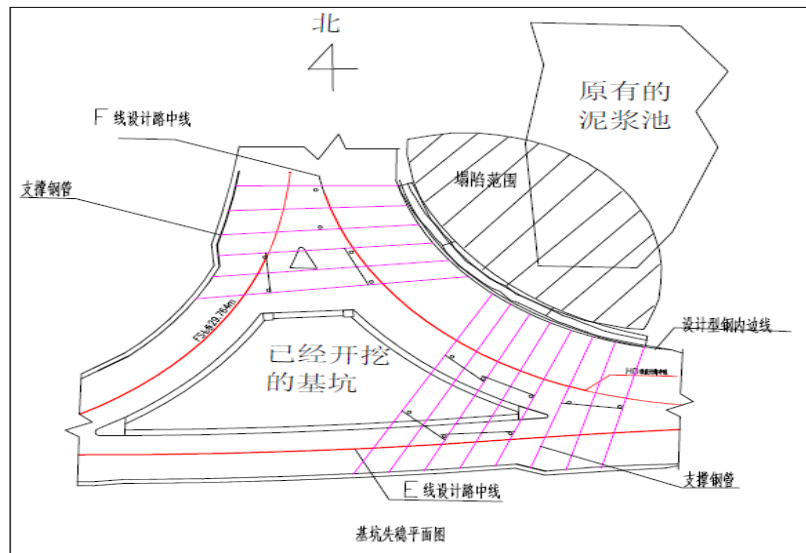 北
原有的
泥浆池
F 线设计路中线
塌陷范围
支撑钢管
设计型钢内边线
已经开挖
的基坑
E 线设计路中线
支撑钢管
基坑失稳平面图